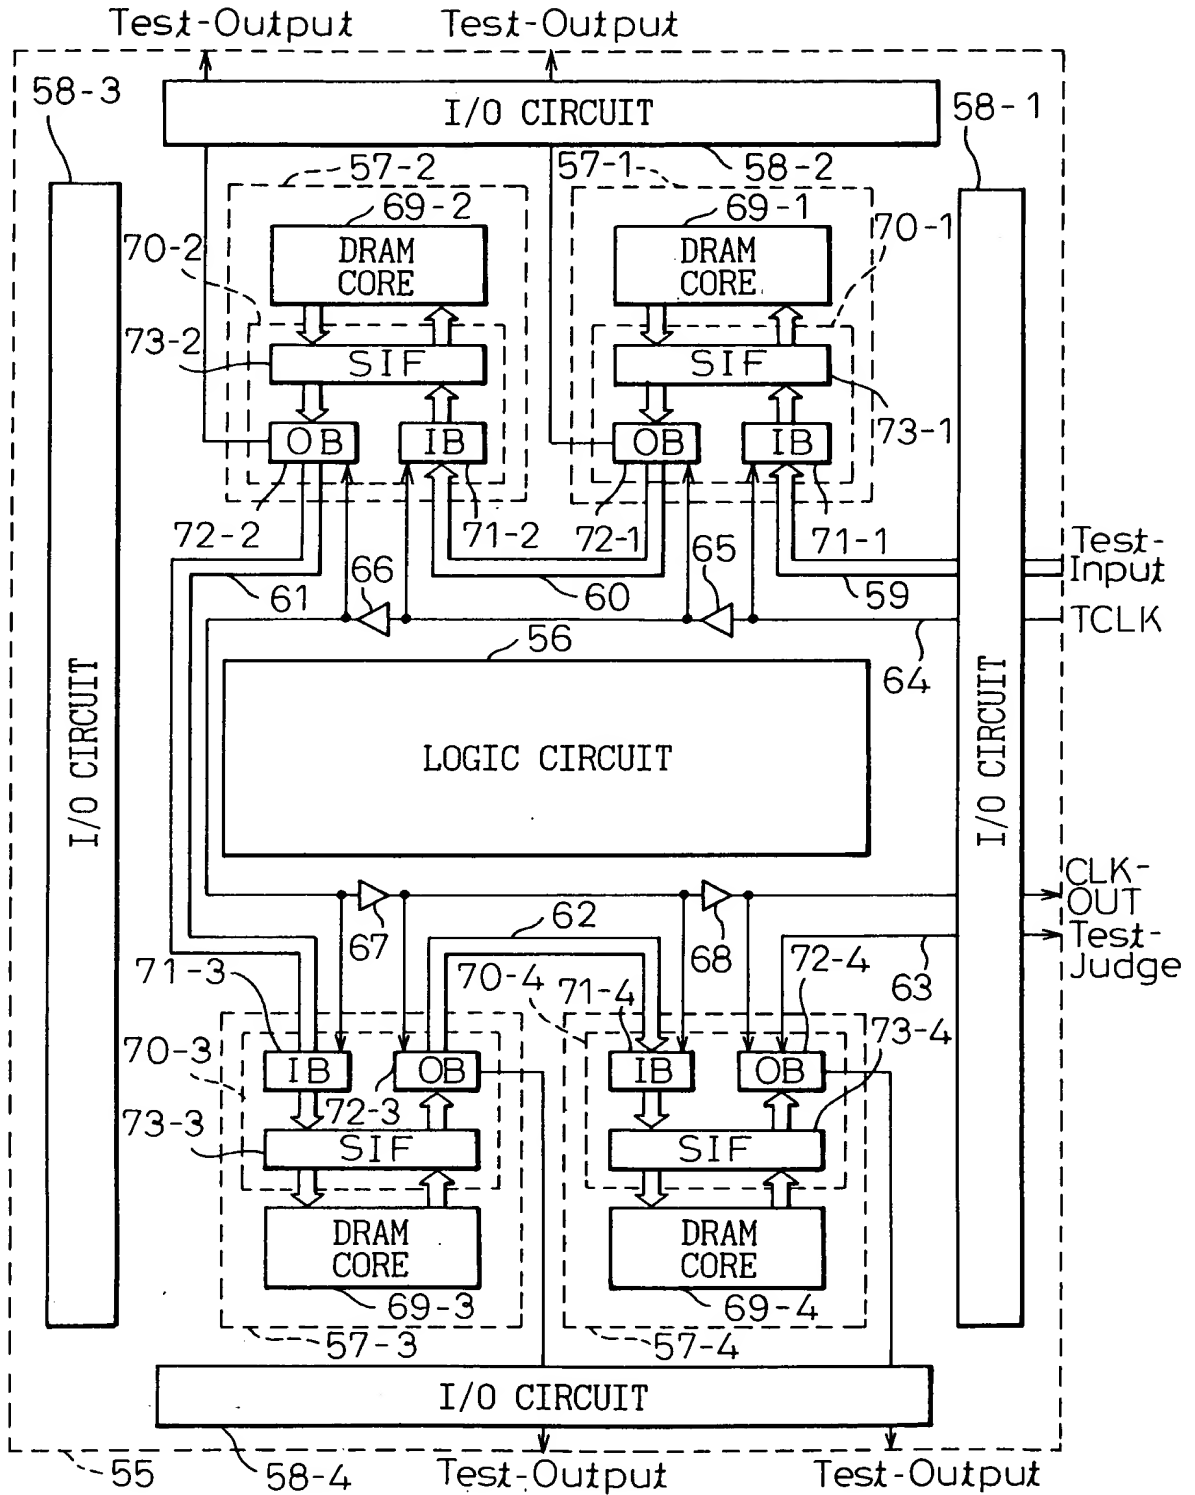 Test-Output
Test-Output
58-3
I/O CIRCUIT
58-1
57-2
57-1
58-2
69-2
69-1
70-2
DRAM
CORE
DRAM
CORE
70-1
73-2
SIF
SIF
73-1
OB
IB
OB
IB
72-2
71-2
72-1
71-1
Test-
Input
61
66
60
65
59
TCLK
56
64
I/O CIRCUIT
LOGIC CIRCUIT
I/O CIRCUIT
CLK-
OUT
67
62
68
63
Test-
Judge
71-3
70-4
71-4
72-4
73-4
70-3
IB
OB
IB
OB
72-3
73-3
SIF
SIF
DRAM
CORE
DRAM
CORE
69-3
69-4
57-3
57-4
I/O CIRCUIT
55
58-4
Test-Output
Test-Output